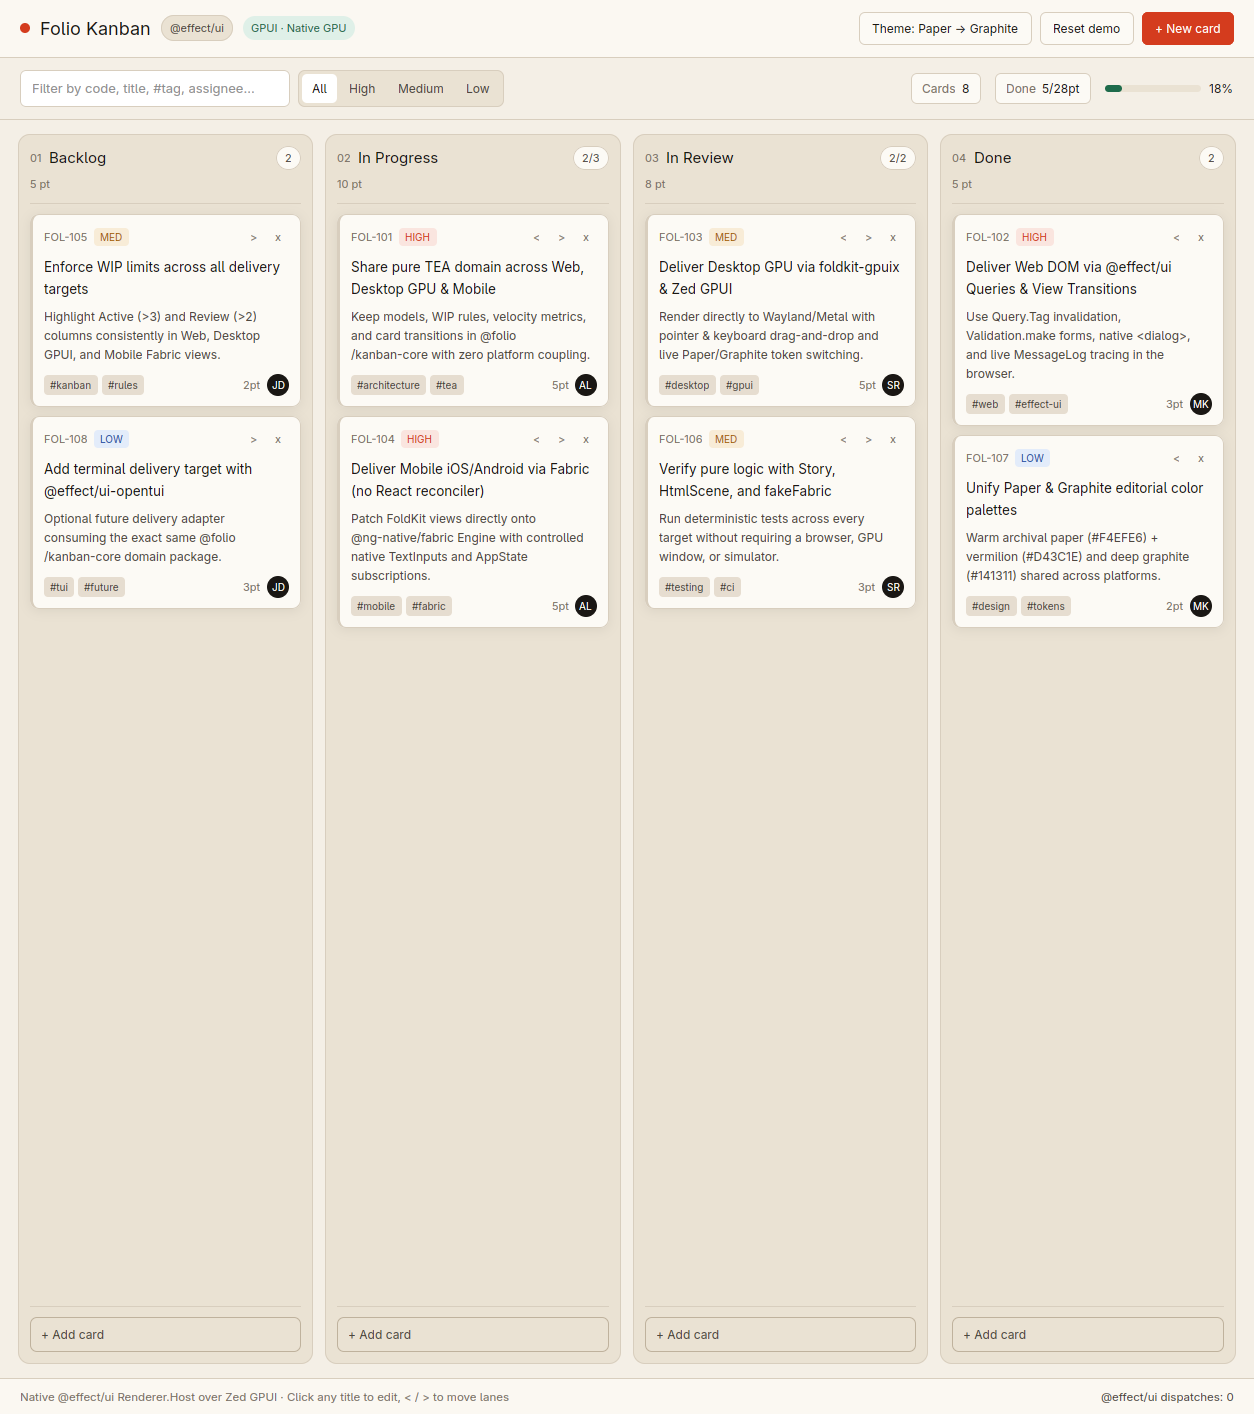 Folio Kanban @effect/ui GPUI · Native GPU Theme: Paper → Graphite Reset demo + New card
Filter by code, title, #tag, assignee... All High Medium Low Cards 8 Done 5/28pt 18%
01 Backlog 2
5 pt
FOL-105 MED > x
Enforce WIP limits across all delivery
targets
Highlight Active (>3) and Review (>2)
columns consistently in Web, Desktop
GPUI, and Mobile Fabric views.
#kanban #rules 2pt JD
FOL-108 LOW > x
Add terminal delivery target with
@effect/ui-opentui
Optional future delivery adapter
consuming the exact same @folio
/kanban-core domain package.
#tui #future 3pt JD
+ Add card
02 In Progress 2/3
10 pt
FOL-101 HIGH < > x
Share pure TEA domain across Web,
Desktop GPU & Mobile
Keep models, WIP rules, velocity metrics,
and card transitions in @folio
/kanban-core with zero platform coupling.
#architecture #tea 5pt AL
FOL-104 HIGH < > x
Deliver Mobile iOS/Android via Fabric
(no React reconciler)
Patch FoldKit views directly onto
@ng-native/fabric Engine with controlled
native TextInputs and AppState
subscriptions.
#mobile #fabric 5pt AL
+ Add card
03 In Review 2/2
8 pt
FOL-103 MED < > x
Deliver Desktop GPU via foldkit-gpuix
& Zed GPUI
Render directly to Wayland/Metal with
pointer & keyboard drag-and-drop and
live Paper/Graphite token switching.
#desktop #gpui 5pt SR
FOL-106 MED < > x
Verify pure logic with Story,
HtmlScene, and fakeFabric
Run deterministic tests across every
target without requiring a browser, GPU
window, or simulator.
#testing #ci 3pt SR
+ Add card
04 Done 2
5 pt
FOL-102 HIGH < x
Deliver Web DOM via @effect/ui
Queries & View Transitions
Use Query.Tag invalidation,
Validation.make forms, native <dialog>,
and live MessageLog tracing in the
browser.
#web #effect-ui 3pt MK
FOL-107 LOW < x
Unify Paper & Graphite editorial color
palettes
Warm archival paper (#F4EFE6) +
vermilion (#D43C1E) and deep graphite
(#141311) shared across platforms.
#design #tokens 2pt MK
+ Add card
Native @effect/ui Renderer.Host over Zed GPUI · Click any title to edit, < / > to move lanes @effect/ui dispatches: 0